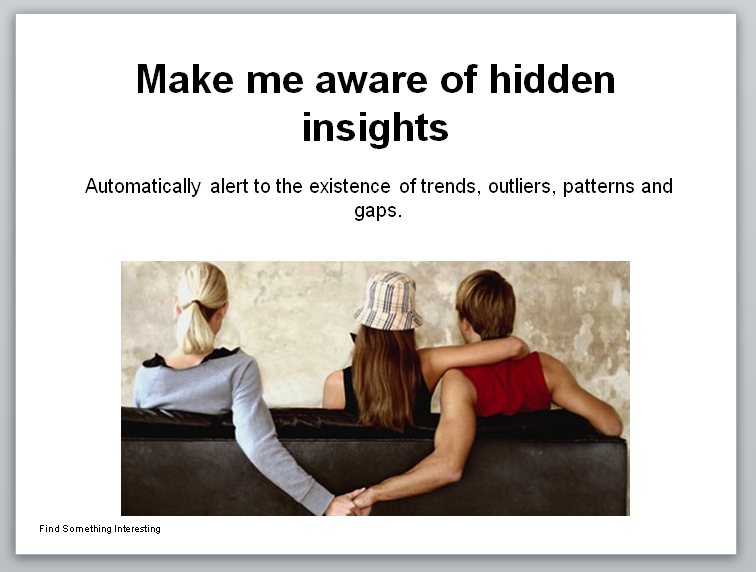 Make me aware of hidden
insights
Automatically alert to the existence of trends, outliers, patterns and
gaps.
Find Something Interesting